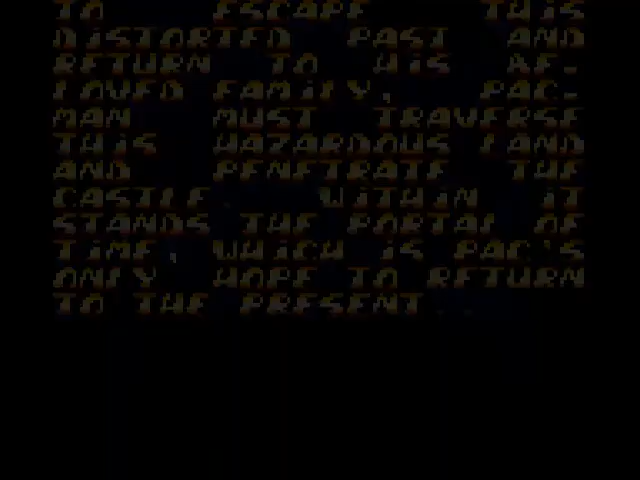 TO ESCAPE THiS
DiSTORTED PAST AND
RETURN TO HiS BE-
LOVED FAMiLY, PAC-
MAN MUST TRAVERSE
THiS HAZARDOUS LAND
AND PENETRATE THE
CASTLE. WiTHiN iT
STANDS THE PORTAL OF
TiME, WHiCH iS PAC'S
ONLY HOPE TO RETURN
TO THE PRESENT...